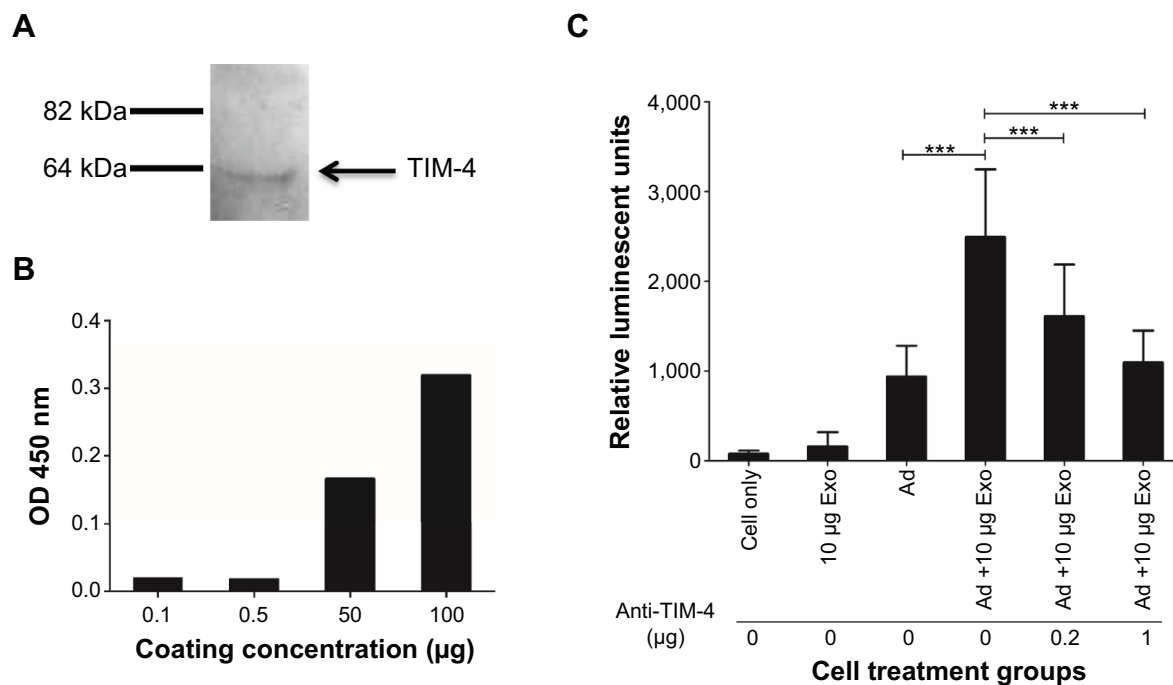 A
82 kDa
64 kDa
TIM-4
B
OD 450 nm
0.4
0.3
0.2
0.1
0.0
0.1 0.5 50 100
Coating concentration (µg)
C
Relative luminescent units
4,000
3,000
2,000
1,000
0
***
***
***
Cell only
10 µg Exo
Ad
Ad +10 µg Exo
Ad +10 µg Exo
Ad +10 µg Exo
Anti-TIM-4
(µg)
0 0 0 0 0.2 1
Cell treatment groups